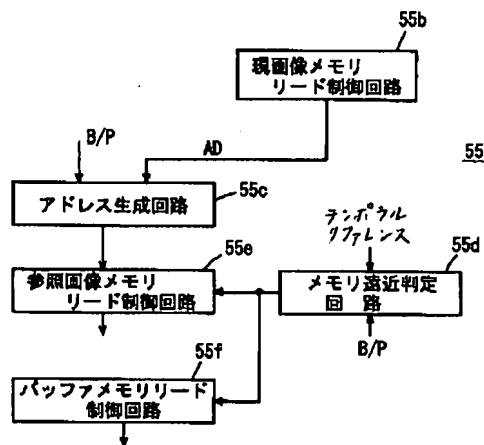 55b
現画像メモリ
リード制御回路
B/P
AD
55
アドレス生成回路
55c
テンポラル
リファレンス
55e
55d
参照画像メモリ
リード制御回路
メモリ遠近判定
回 路
B/P
55f
バッファメモリリード
制御回路